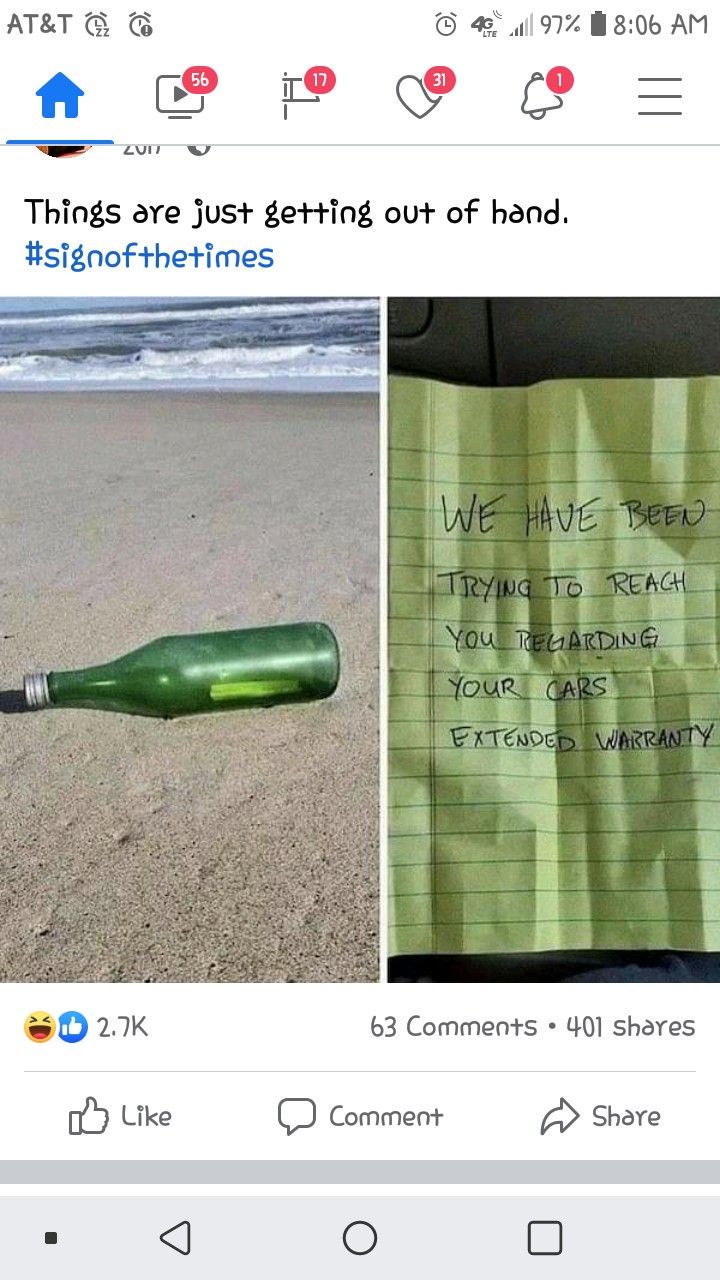 AT&T 4G LTE 97% 8:06 AM
56 17 31 1
Things are just getting out of hand.
#signofthetimes
WE HAVE BEEN
TRYING TO REACH
YOU REGARDING
YOUR CARS
EXTENDED WARRANTY
2.7K 63 Comments • 401 shares
Like Comment Share